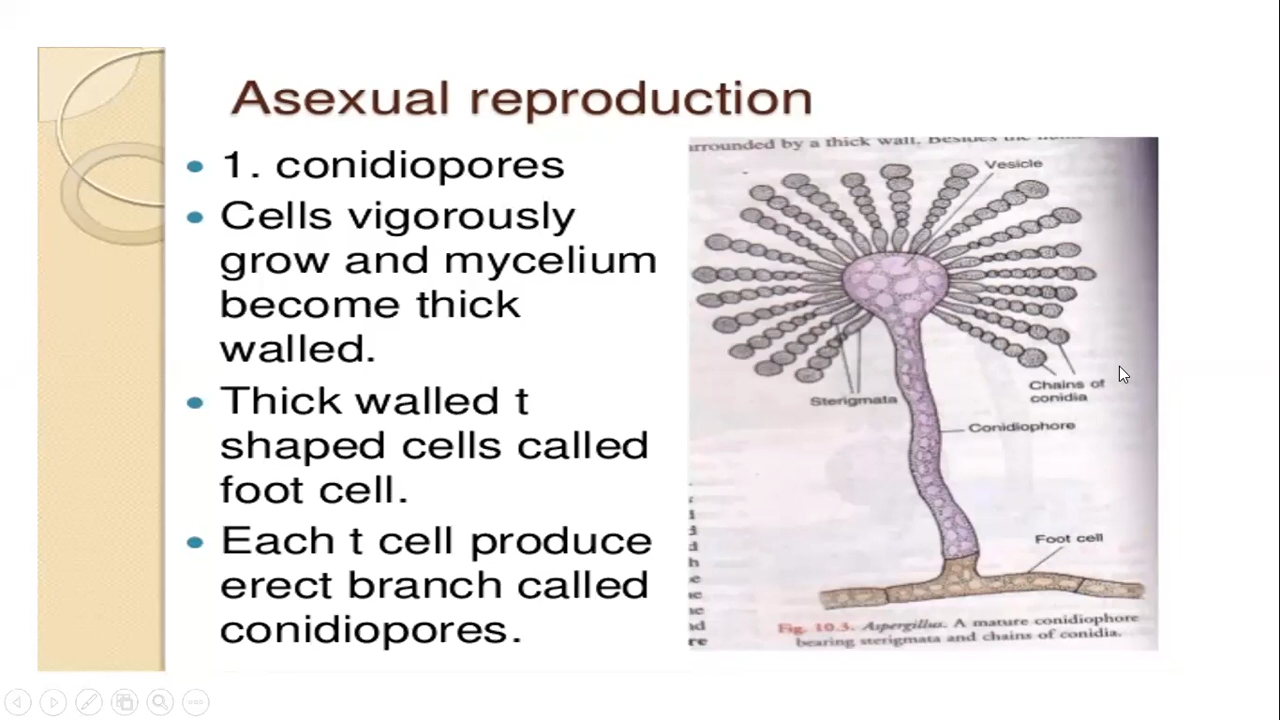 Asexual reproduction
1. conidiopores
Cells vigorously
grow and mycelium
become thick
walled.
Thick walled t
shaped cells called
foot cell.
Each t cell produce
erect branch called
conidiopores.
surrounded by a thick wall. Besides the
Vesicle
Sterigmata
Chains of
conidia
Conidiophore
Foot cell
Fig. 10.3. Aspergillus. A mature conidiophore
bearing sterigmata and chains of conidia.